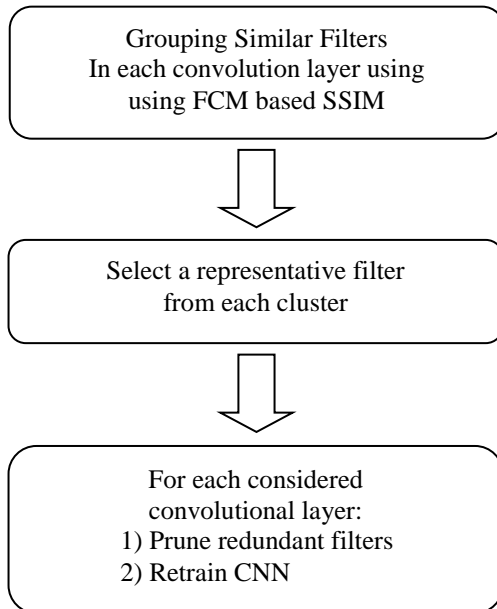 Grouping Similar Filters
In each convolution layer using
using FCM based SSIM
Select a representative filter
from each cluster
For each considered
convolutional layer:
1) Prune redundant filters
2) Retrain CNN